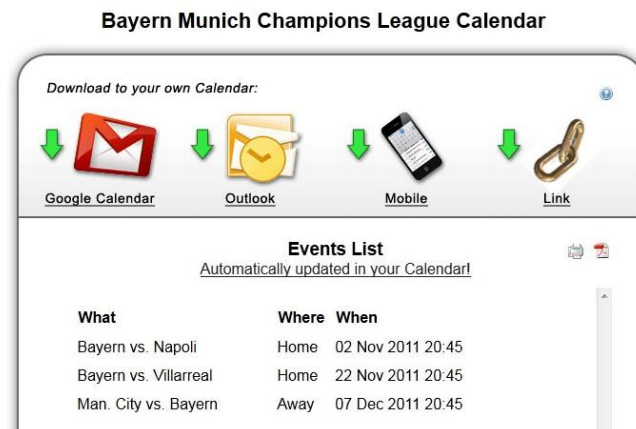 Bayern Munich Champions League Calendar
Download to your own Calendar:
Google Calendar Outlook Mobile Link
Events List
Automatically updated in your Calendar!
What Where When
Bayern vs. Napoli Home 02 Nov 2011 20:45
Bayern vs. Villarreal Home 22 Nov 2011 20:45
Man. City vs. Bayern Away 07 Dec 2011 20:45